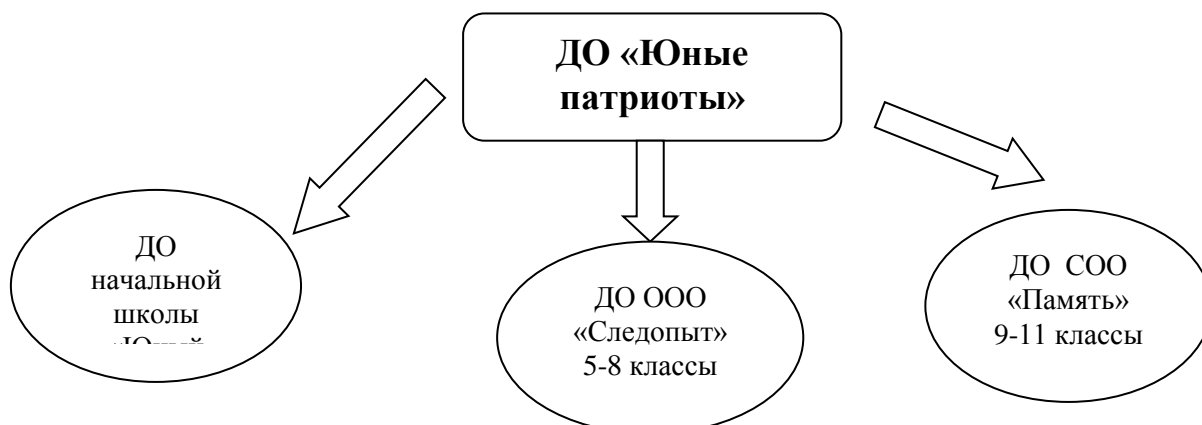 ДО «Юные
патриоты»
ДО
начальной
школы
ДО ООО
«Следопыт»
5-8 классы
ДО СОО
«Память»
9-11 классы